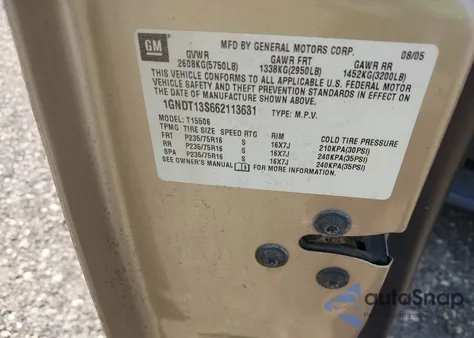 GM
MFD BY GENERAL MOTORS CORP. 08/05
GVWR GAWR FRT GAWR RR
2608KG(5750LB) 1338KG(2950LB) 1452KG(3200LB)
THIS VEHICLE CONFORMS TO ALL APPLICABLE U.S. FEDERAL MOTOR
VEHICLE SAFETY AND THEFT PREVENTION STANDARDS IN EFFECT ON
THE DATE OF MANUFACTURE SHOWN ABOVE.
1GNDT13S662113631 TYPE: M.P.V.
MODEL: T15506
TPMG TIRE SIZE SPEED RTG RIM COLD TIRE PRESSURE
FRT P235/75R16 S 16X7J 210KPA(30PSI)
RR P235/75R16 S 16X7J 240KPA(35PSI)
SPA P235/75R16 S 16X7J 240KPA(35PSI)
SEE OWNER'S MANUAL FOR MORE INFORMATION.
autoSnap